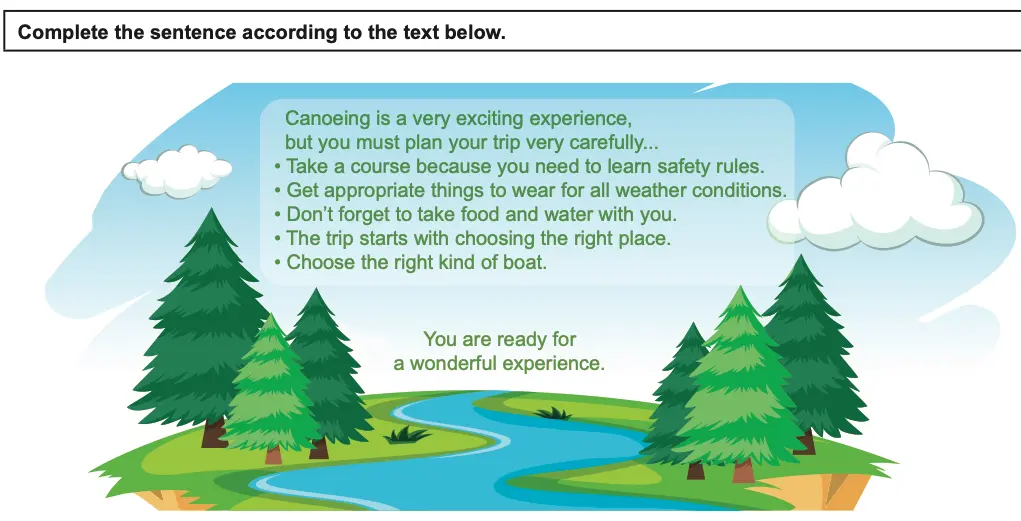 Complete the sentence according to the text below.
Canoeing is a very exciting experience,
but you must plan your trip very carefully...
• Take a course because you need to learn safety rules.
• Get appropriate things to wear for all weather conditions.
• Don’t forget to take food and water with you.
• The trip starts with choosing the right place.
• Choose the right kind of boat.
You are ready for
a wonderful experience.